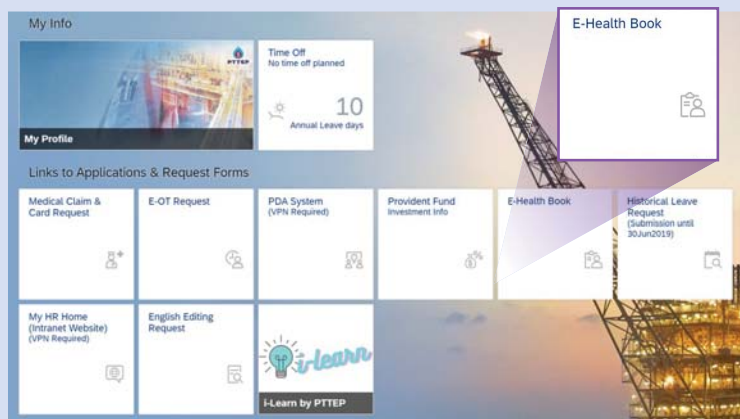 My Info
E-Health Book
PTTEP
My Profile
Time Off
No time off planned
10
Annual Leave days
Links to Applications & Request Forms
Medical Claim &
Card Request
E-OT Request
PDA System
(VPN Required)
Provident Fund
Investment Info
E-Health Book
Historical Leave
Request
(Submission until
30Jun2019)
My HR Home
(Intranet Website)
(VPN Required)
English Editing
Request
i-learn
i-Learn by PTTEP